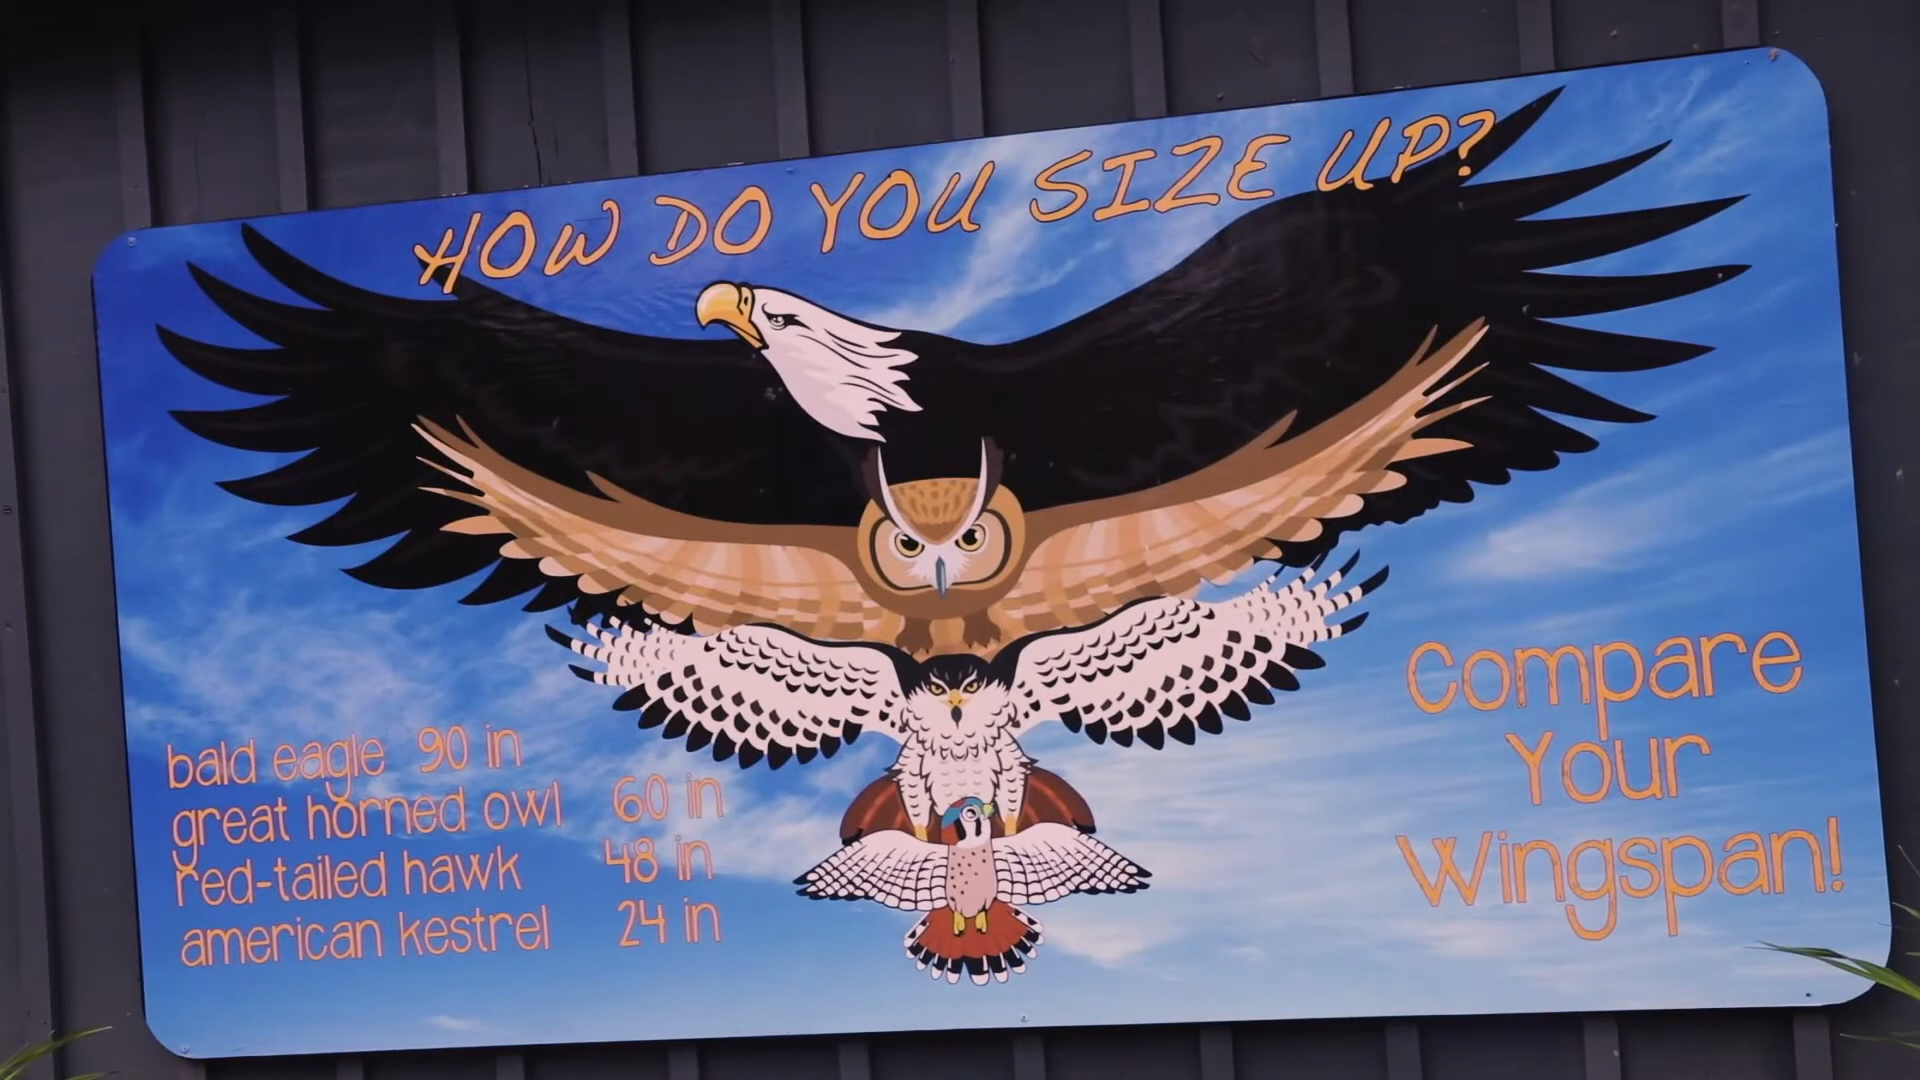 HOW DO YOU SIZE UP?
bald eagle 90 in
great horned owl 60 in
red-tailed hawk 48 in
american kestrel 24 in
Compare
Your
Wingspan!